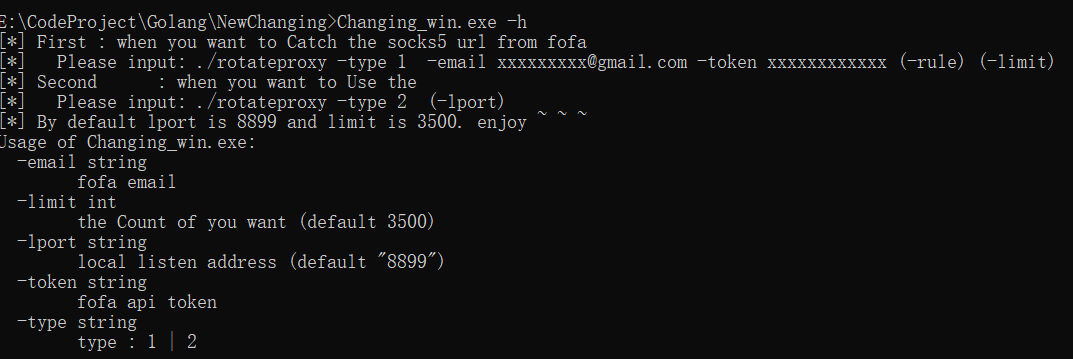 E:\CodeProject\Golang\NewChanging>Changing_win.exe -h
[*] First : when you want to Catch the socks5 url from fofa
[*]   Please input: ./rotateproxy -type 1  -email xxxxxxxxx@gmail.com -token xxxxxxxxxxxx (-rule) (-limit)
[*] Second      : when you want to Use the
[*]   Please input: ./rotateproxy -type 2  (-lport)
[*] By default lport is 8899 and limit is 3500. enjoy ~ ~ ~
Usage of Changing_win.exe:
  -email string
        fofa email
  -limit int
        the Count of you want (default 3500)
  -lport string
        local listen address (default "8899")
  -token string
        fofa api token
  -type string
        type : 1 | 2